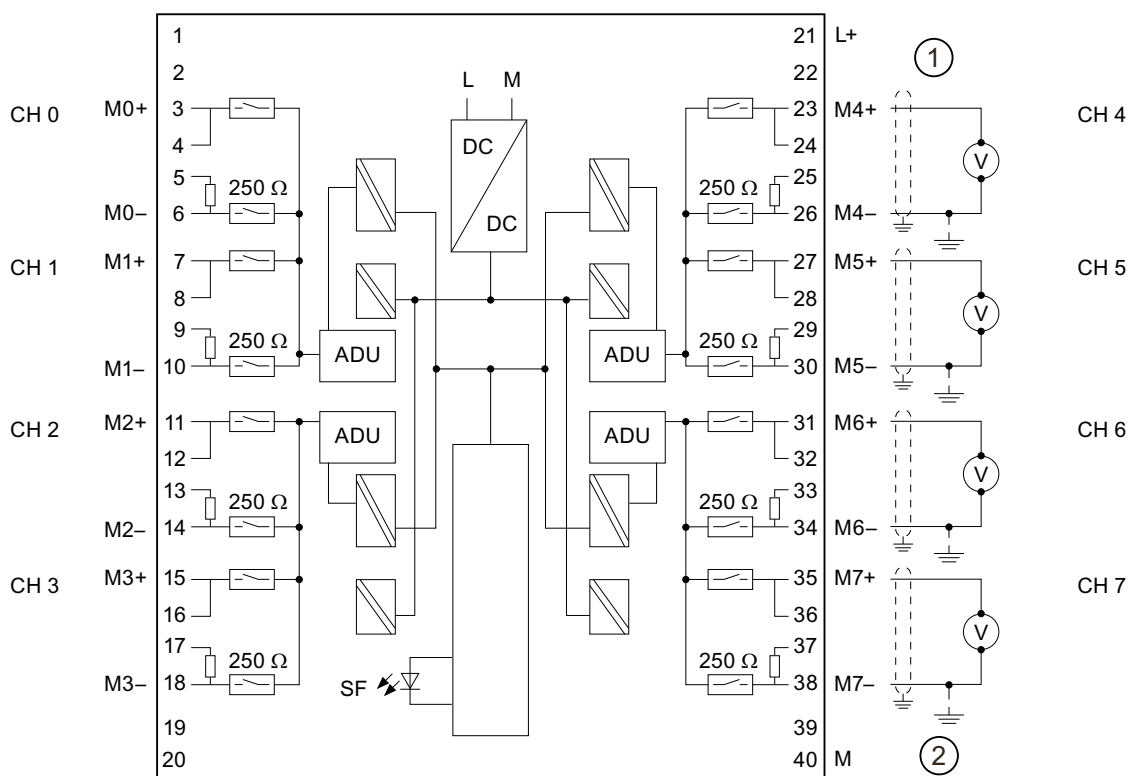 1 21 L+ 1
2 L M 22
CH 0 M0+ 3 23 M4+ CH 4
4 DC 24
V
5 250 Ω 250 Ω 25
M0– 6 DC 26 M4–
CH 1 M1+ 7 27 M5+ CH 5
8 28
V
9 250 Ω ADU ADU 250 Ω 29
M1– 10 30 M5–
CH 2 M2+ 11 ADU ADU 31 M6+ CH 6
12 32
V
13 250 Ω 250 Ω 33
M2– 14 34 M6–
CH 3 M3+ 15 35 M7+ CH 7
16 36
V
17 250 Ω 250 Ω 37
M3– 18 SF 38 M7–
19 39
20 40 M 2